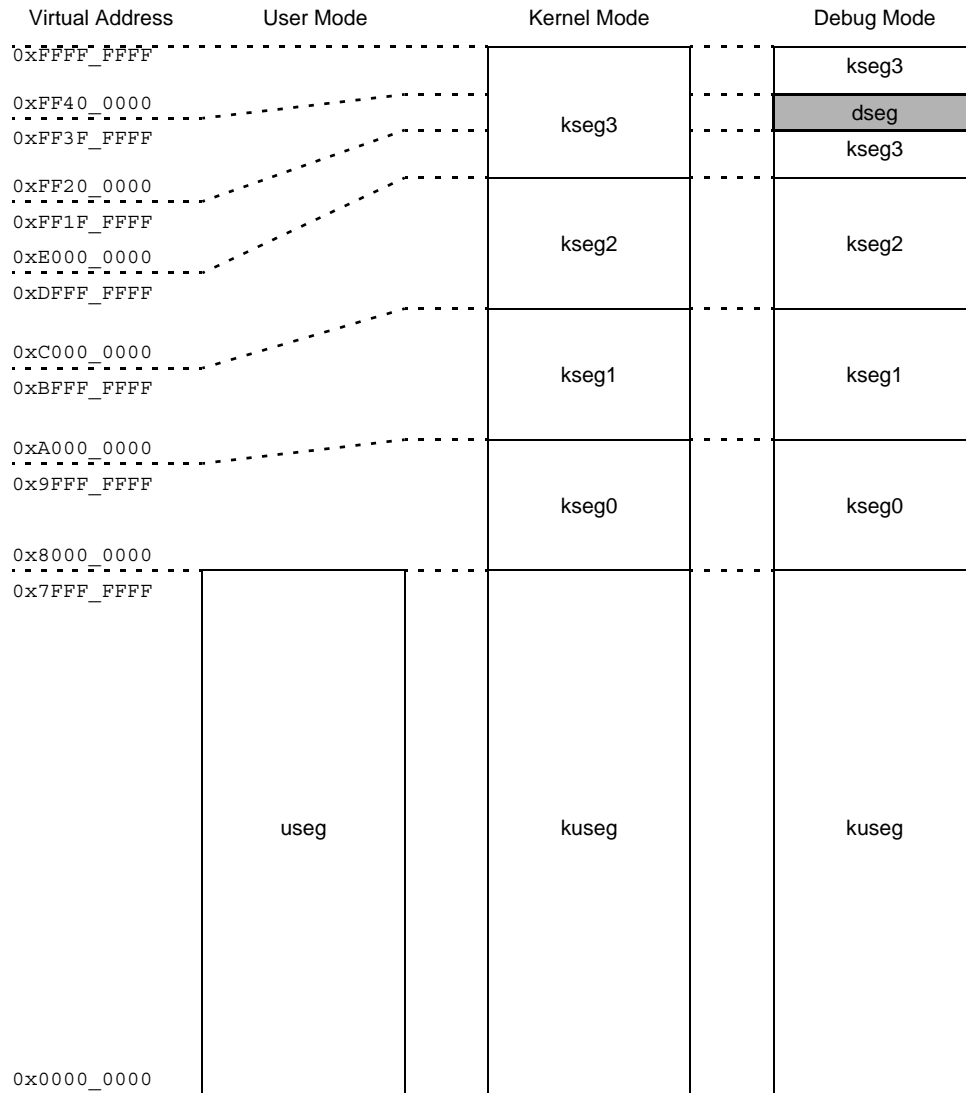 Virtual Address User Mode Kernel Mode Debug Mode
0xFFFF_FFFF
kseg3
0xFF40_0000
dseg
kseg3
0xFF3F_FFFF
kseg3
0xFF20_0000
0xFF1F_FFFF
kseg2 kseg2
0xE000_0000
0xDFFF_FFFF
0xC000_0000
kseg1 kseg1
0xBFFF_FFFF
0xA000_0000
0x9FFF_FFFF
kseg0 kseg0
0x8000_0000
0x7FFF_FFFF
useg kuseg kuseg
0x0000_0000